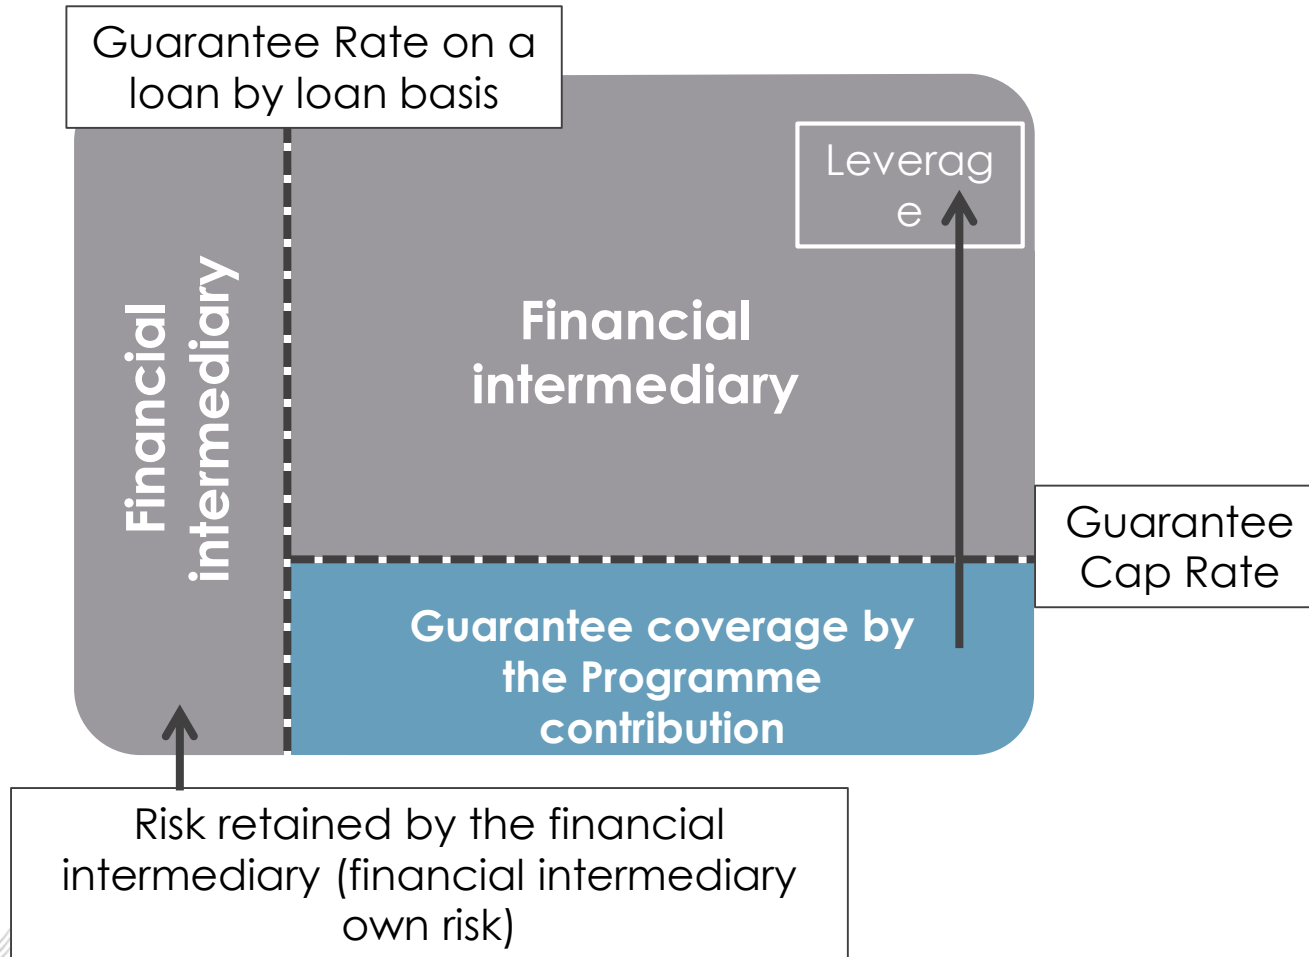 Guarantee Rate on a
loan by loan basis
Leverag
e
Financial
intermediary
Financial
intermediary
Guarantee
Cap Rate
Guarantee coverage by
the Programme
contribution
Risk retained by the financial
intermediary (financial intermediary
own risk)